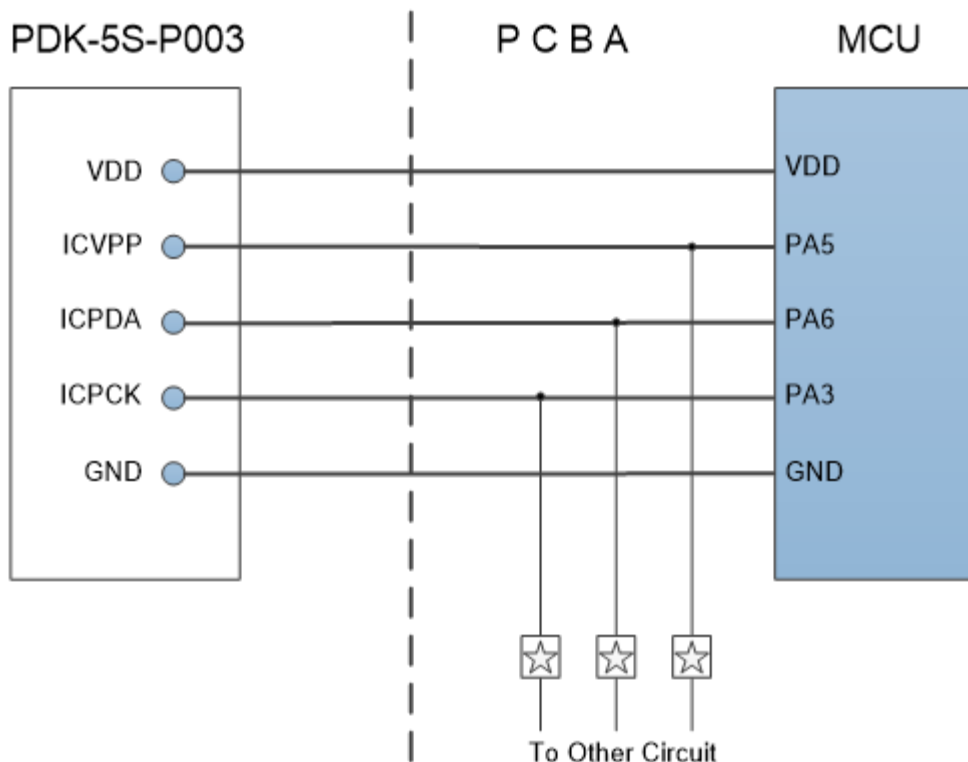 PDK-5S-P003
P C B A
MCU
VDD
VDD
ICVPP
PA5
ICPDA
PA6
ICPCK
PA3
GND
GND
To Other Circuit